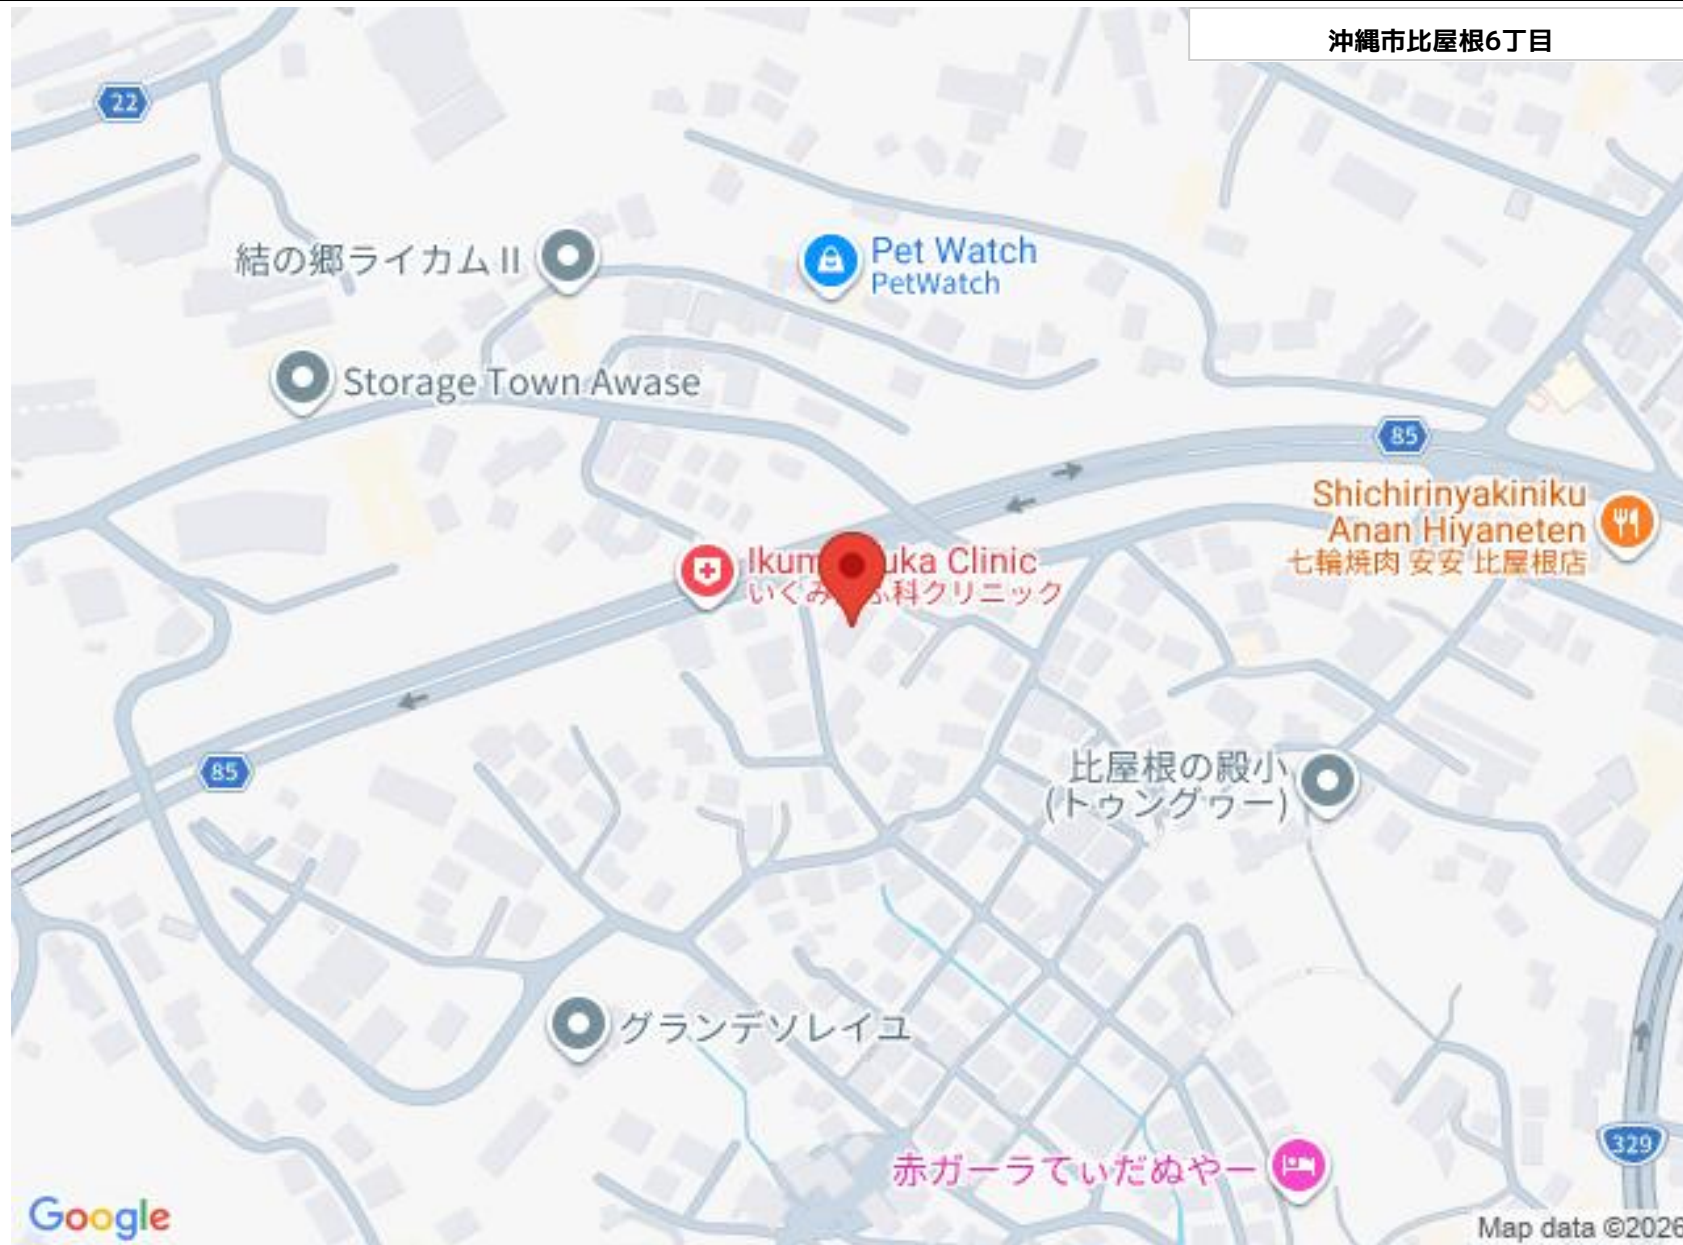 沖縄市比屋根6丁目
22
結の郷ライカムⅡ
Pet Watch
PetWatch
Storage Town Awase
85
Shichirinyakiniku
Anan Hiyaneten
七輪焼肉 安安 比屋根店
Ikum uka Clinic
いくみ ふ科クリニック
85
比屋根の殿小
(トゥングヮー)
グランデソレイユ
329
赤ガーラてぃだぬやー
Google
Map data ©2026